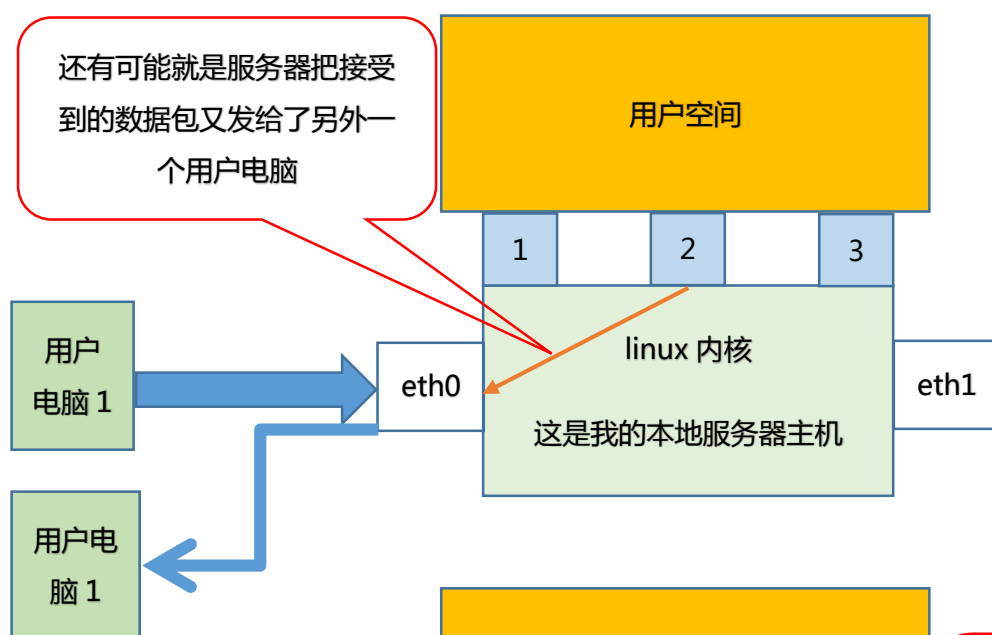 还有可能就是服务器把接受
到的数据包又发给了另外一
个用户电脑
用户空间
1
2
3
用户
电脑 1
eth0
linux 内核
这是我的本地服务器主机
eth1
用户电
脑 1